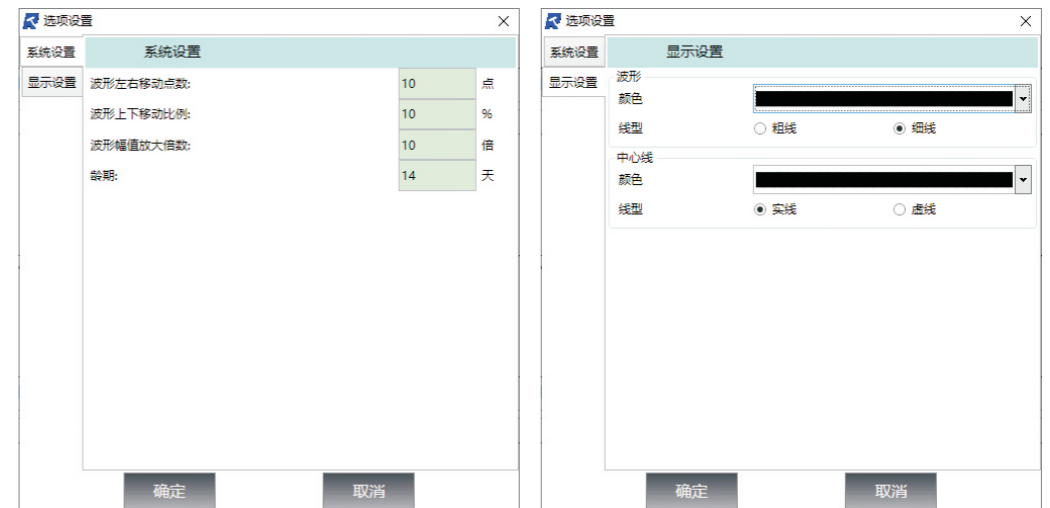 选项设置
系统设置
显示设置
系统设置
波形左右移动点数: 10 点
波形上下移动比例: 10 %
波形幅值放大倍数: 10 倍
龄期: 14 天
确定 取消
选项设置
系统设置
显示设置
显示设置
波形
颜色
线型 粗线 细线
中心线
颜色
线型 实线 虚线
确定 取消